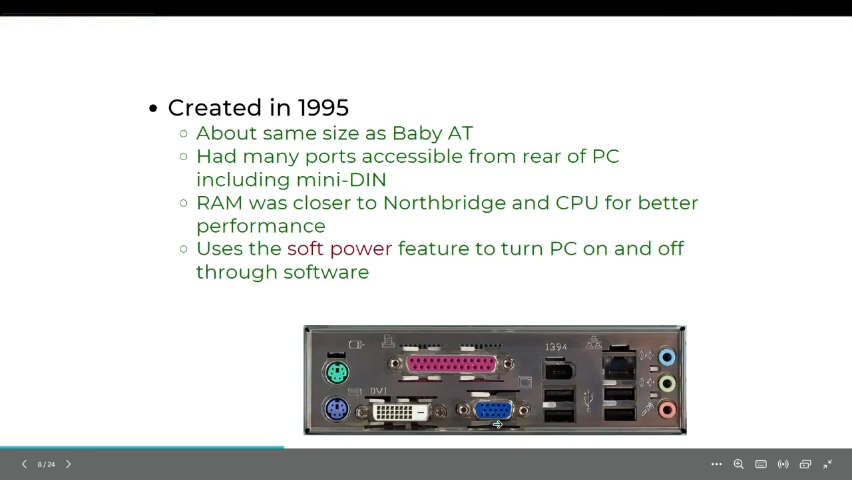 Created in 1995
About same size as Baby AT
Had many ports accessible from rear of PC
including mini-DIN
RAM was closer to Northbridge and CPU for better
performance
Uses the soft power feature to turn PC on and off
through software
1394
DVI
8 / 24